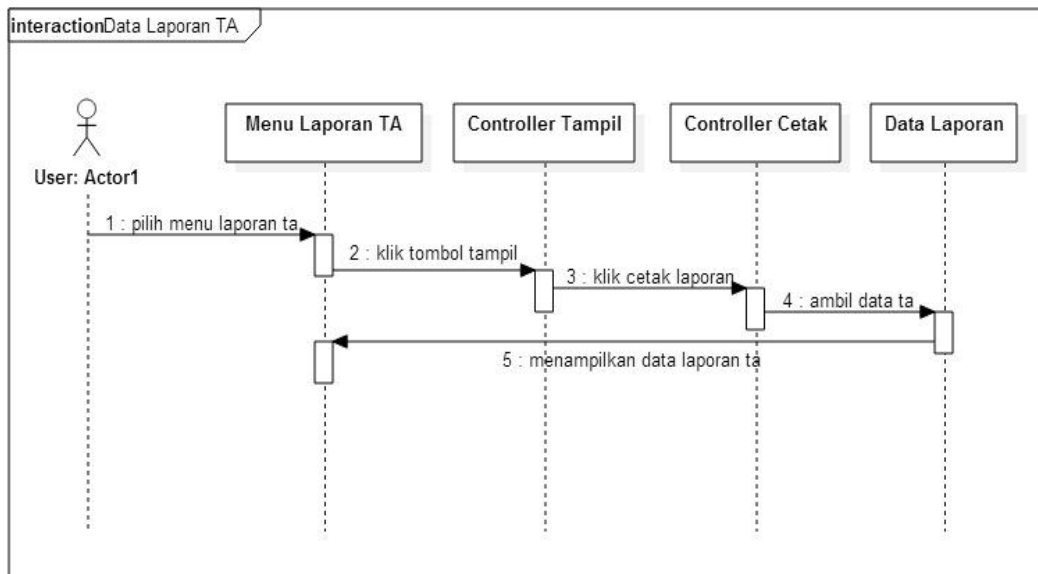 interactionData Laporan TA
Menu Laporan TA
Controller Tampil
Controller Cetak
Data Laporan
User: Actor1
1 : pilih menu laporan ta
2 : klik tombol tampil
3 : klik cetak laporan
4 : ambil data ta
5 : menampilkan data laporan ta